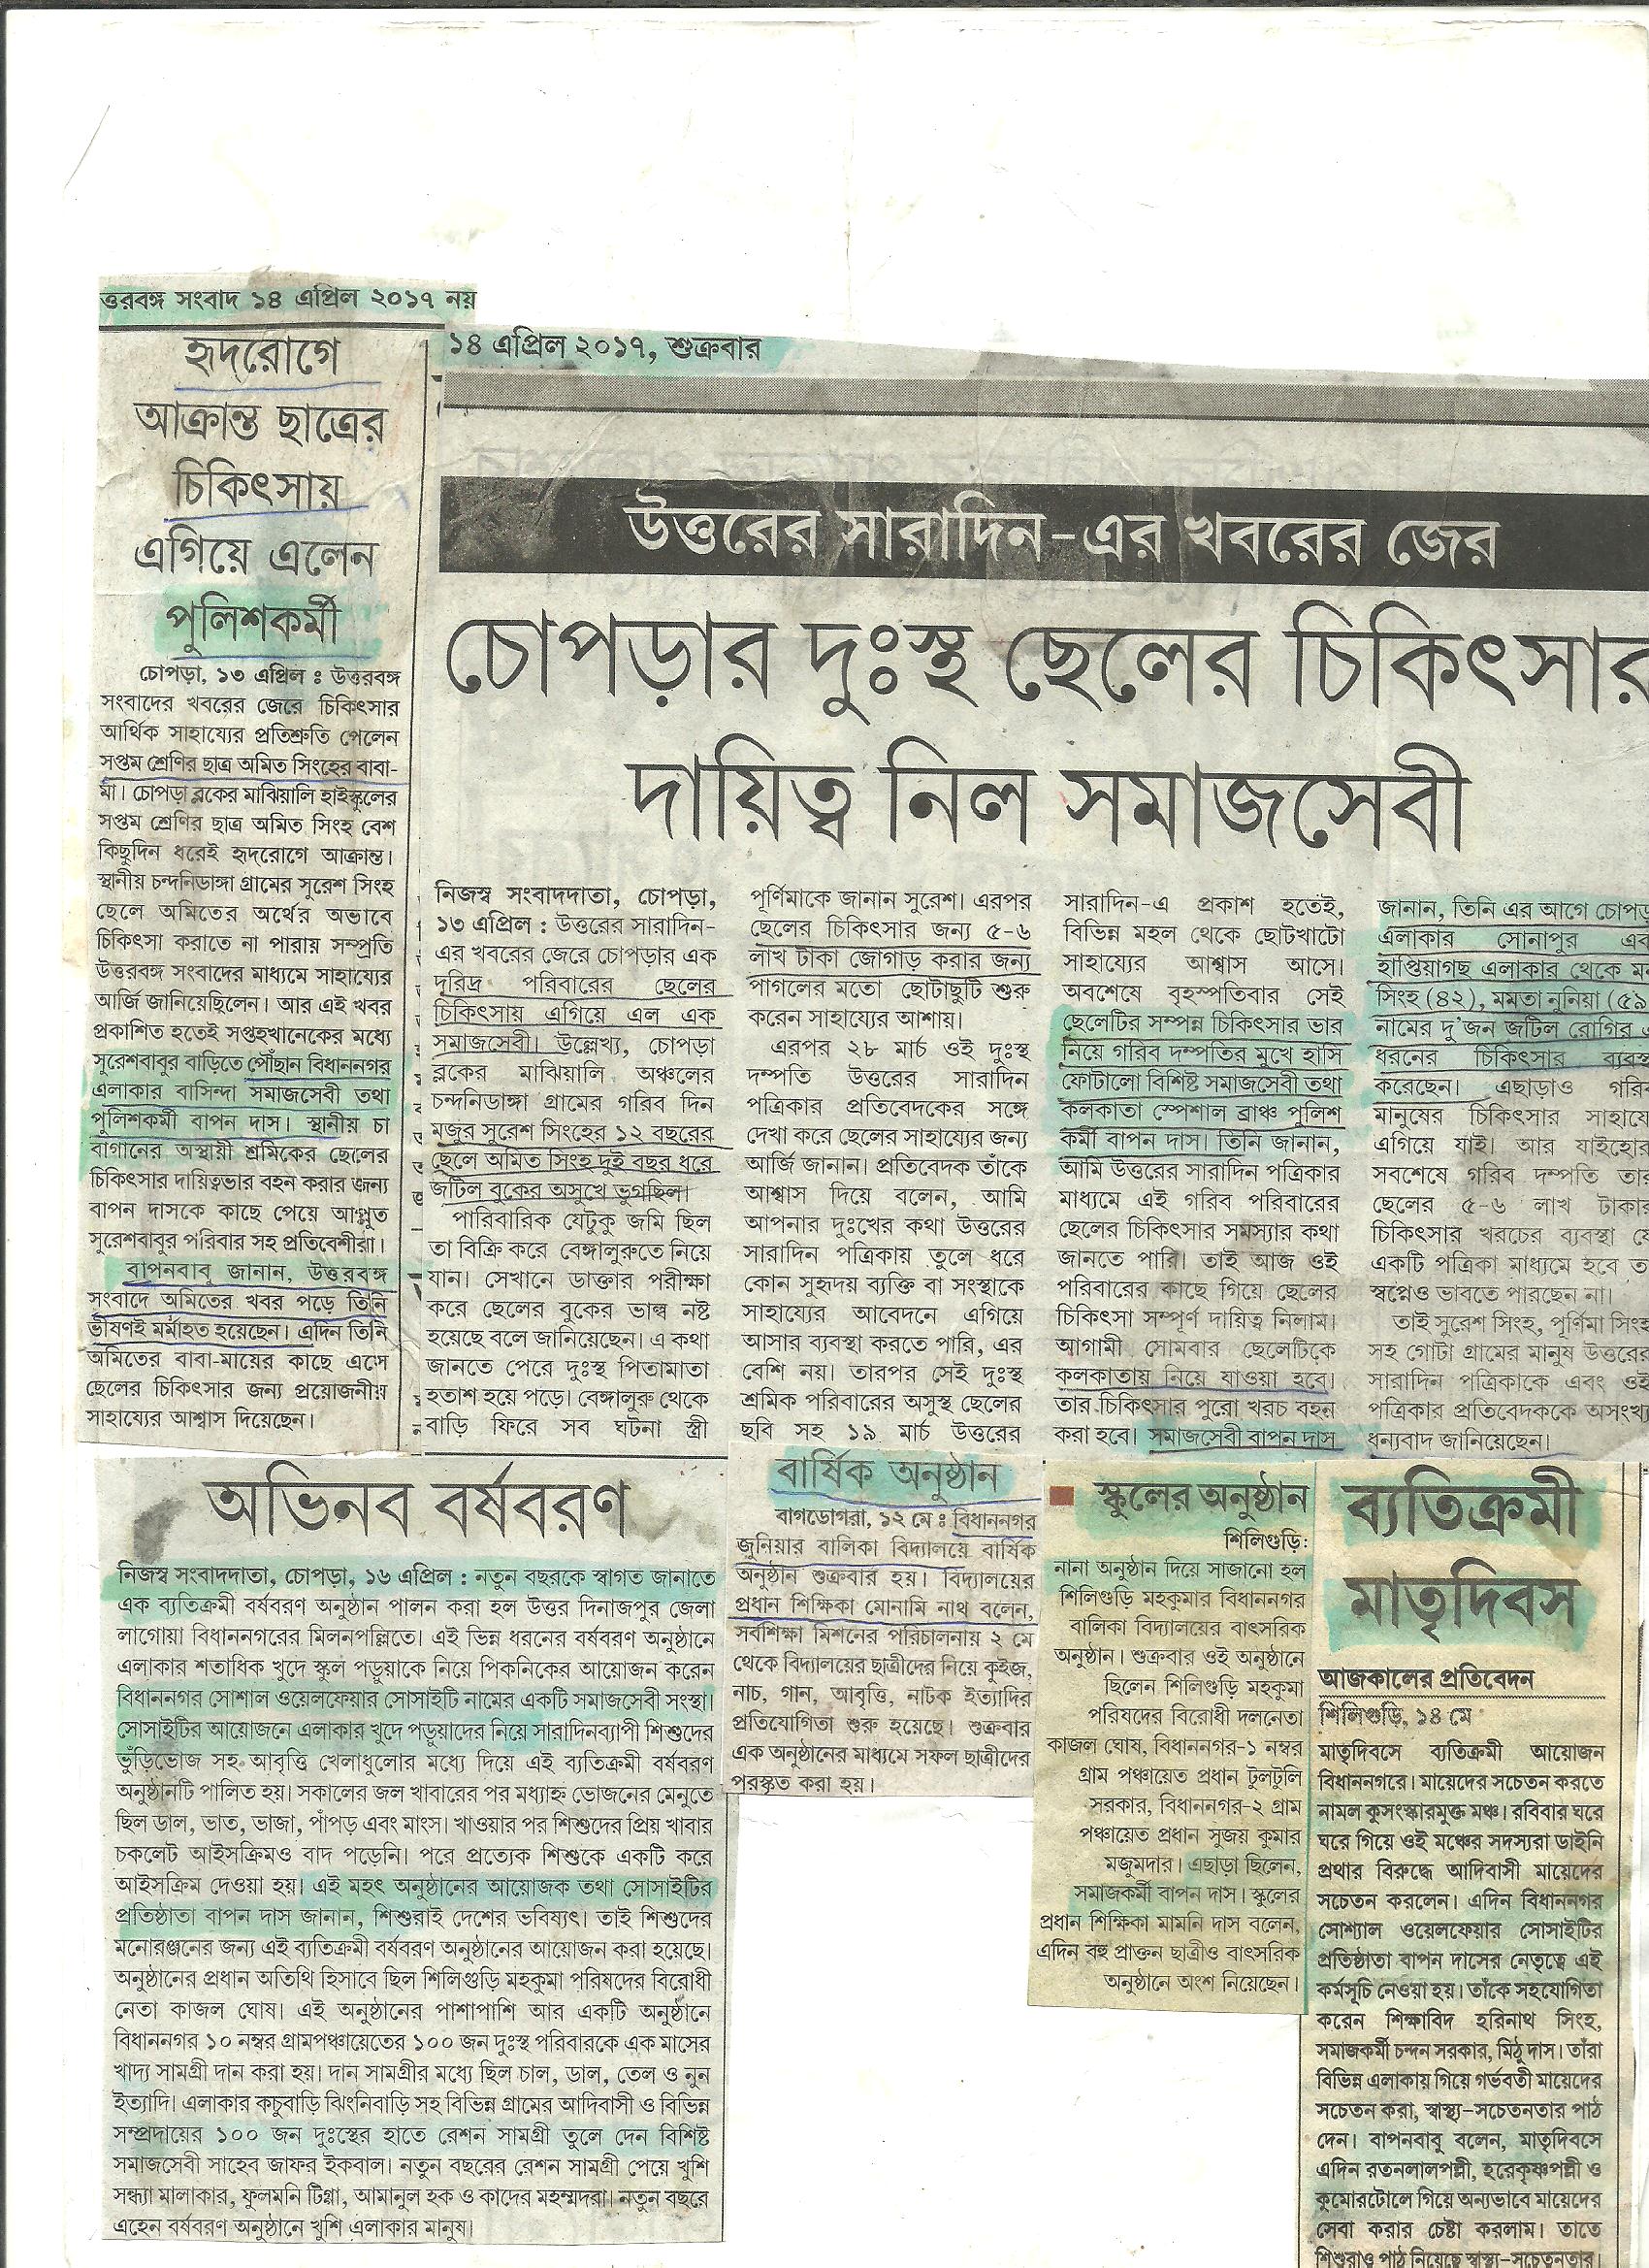 ত্তরবঙ্গ সংবাদ ১৪ এপ্রিল ২০১৭ নয়
হৃদরোগে
আক্রান্ত ছাত্রের
চিকিৎসায়
এগিয়ে এলেন
পুলিশকর্মী
চোপড়া, ১৩ এপ্রিল : উত্তরবঙ্গ
সংবাদের খবরের জেরে চিকিৎসার
আর্থিক সাহায্যের প্রতিশ্রুতি পেলেন
সপ্তম শ্রেণির ছাত্র অমিত সিংহের বাবা-
মা। চোপড়া ব্লকের মাঝিয়ালি হাইস্কুলের
সপ্তম শ্রেণির ছাত্র অমিত সিংহ বেশ
কিছুদিন ধরেই হৃদরোগে আক্রান্ত।
স্থানীয় চন্দনিডাঙ্গা গ্রামের সুরেশ সিংহ
ছেলে অমিতের অর্থের অভাবে
চিকিৎসা করাতে না পারায় সম্প্রতি
উত্তরবঙ্গ সংবাদের মাধ্যমে সাহায্যের
আর্জি জানিয়েছিলেন। আর এই খবর
প্রকাশিত হতেই সপ্তহখানেকের মধ্যে
সুরেশবাবুর বাড়িতে পৌঁছান বিধাননগর
এলাকার বাসিন্দা সমাজসেবী তথা
পুলিশকর্মী বাপন দাস। স্থানীয় চা
বাগানের অস্থায়ী শ্রমিকের ছেলের
চিকিৎসার দায়িত্বভার বহন করার জন্য
বাপন দাসকে কাছে পেয়ে আপ্লুত
সুরেশবাবুর পরিবার সহ প্রতিবেশীরা।
বাপনবাবু জানান, উত্তরবঙ্গ
সংবাদে অমিতের খবর পড়ে তিনি
ভীষণই মর্মাহত হয়েছেন। এদিন তিনি
অমিতের বাবা-মায়ের কাছে এসে
ছেলের চিকিৎসার জন্য প্রয়োজনীয়
সাহায্যের আশ্বাস দিয়েছেন।
১৪ এপ্রিল ২০১৭, শুক্রবার
উত্তরের সারাদিন-এর খবরের জের
চোপড়ার দুঃস্থ ছেলের চিকিৎসার
দায়িত্ব নিল সমাজসেবী
নিজস্ব সংবাদদাতা, চোপড়া,
১৩ এপ্রিল : উত্তরের সারাদিন-
এর খবরের জেরে চোপড়ার এক
দরিদ্র পরিবারের ছেলের
চিকিৎসায় এগিয়ে এল এক
সমাজসেবী। উল্লেখ্য, চোপড়া
ব্লকের মাঝিয়ালি অঞ্চলের
চন্দনিডাঙ্গা গ্রামের গরিব দিন
মজুর সুরেশ সিংহের ১২ বছরের
ছেলে অমিত সিংহ দুই বছর ধরে
জটিল বুকের অসুখে ভুগছিল।
পারিবারিক যেটুকু জমি ছিল
তা বিক্রি করে বেঙ্গালুরুতে নিয়ে
যান। সেখানে ডাক্তার পরীক্ষা
করে ছেলের বুকের ভাল্ব নষ্ট
হয়েছে বলে জানিয়েছেন। এ কথা
জানতে পেরে দুঃস্থ পিতামাতা
হতাশ হয়ে পড়ে। বেঙ্গালুরু থেকে
বাড়ি ফিরে সব ঘটনা স্ত্রী
পূর্ণিমাকে জানান সুরেশ। এরপর
ছেলের চিকিৎসার জন্য ৫-৬
লাখ টাকা জোগাড় করার জন্য
পাগলের মতো ছোটাছুটি শুরু
করেন সাহায্যের আশায়।
এরপর ২৮ মার্চ ওই দুঃস্থ
দম্পতি উত্তরের সারাদিন
পত্রিকার প্রতিবেদকের সঙ্গে
দেখা করে ছেলের সাহায্যের জন্য
আর্জি জানান। প্রতিবেদক তাঁকে
আশ্বাস দিয়ে বলেন, আমি
আপনার দুঃখের কথা উত্তরের
সারাদিন পত্রিকায় তুলে ধরে
কোন সুহৃদয় ব্যক্তি বা সংস্থাকে
সাহায্যের আবেদনে এগিয়ে
আসার ব্যবস্থা করতে পারি, এর
বেশি নয়। তারপর সেই দুঃস্থ
শ্রমিক পরিবারের অসুস্থ ছেলের
ছবি সহ ১৯ মার্চ উত্তরের
সারাদিন-এ প্রকাশ হতেই,
বিভিন্ন মহল থেকে ছোটখাটো
সাহায্যের আশ্বাস আসে।
অবশেষে বৃহস্পতিবার সেই
ছেলেটির সম্পন্ন চিকিৎসার ভার
নিয়ে গরিব দম্পতির মুখে হাসি
ফোটালো বিশিষ্ট সমাজসেবী তথা
কলকাতা স্পেশাল ব্রাঞ্চ পুলিশ
কর্মী বাপন দাস। তিনি জানান,
আমি উত্তরের সারাদিন পত্রিকার
মাধ্যমে এই গরিব পরিবারের
ছেলের চিকিৎসার সমস্যার কথা
জানতে পারি। তাই আজ ওই
পরিবারের কাছে গিয়ে ছেলের
চিকিৎসা সম্পূর্ণ দায়িত্ব নিলাম।
আগামী সোমবার ছেলেটিকে
কলকাতায় নিয়ে যাওয়া হবে।
তার চিকিৎসার পুরো খরচ বহন
করা হবে। সমাজসেবী বাপন দাস
জানান, তিনি এর আগে চোপড়
এলাকার সোনাপুর এব
হাপ্তিয়াগছ এলাকার থেকে ম
সিংহ (৪২), মমতা নুনিয়া (৫৯
নামের দু'জন জটিল রোগির এ
ধরনের চিকিৎসার ব্যবস্
করেছেন। এছাড়াও গরি
মানুষের চিকিৎসার সাহায্যে
এগিয়ে যাই। আর যাইহোর
সবশেষে গরিব দম্পতি তার
ছেলের ৫-৬ লাখ টাকার
চিকিৎসার খরচের ব্যবস্থা যে
একটি পত্রিকা মাধ্যমে হবে ত
স্বপ্নেও ভাবতে পারছেন না।
তাই সুরেশ সিংহ, পূর্ণিমা সিংহ
সহ গোটা গ্রামের মানুষ উত্তরের
সারাদিন পত্রিকাকে এবং ওই
পত্রিকার প্রতিবেদককে অসংখ্য
ধন্যবাদ জানিয়েছেন।
অভিনব বর্ষবরণ
নিজস্ব সংবাদদাতা, চোপড়া, ১৬ এপ্রিল : নতুন বছরকে স্বাগত জানাতে
এক ব্যতিক্রমী বর্ষবরণ অনুষ্ঠান পালন করা হল উত্তর দিনাজপুর জেলা
লাগোয়া বিধাননগরের মিলনপল্লিতে। এই ভিন্ন ধরনের বর্ষবরণ অনুষ্ঠানে
এলাকার শতাধিক খুদে স্কুল পড়ুয়াকে নিয়ে পিকনিকের আয়োজন করেন
বিধাননগর সোশাল ওয়েলফেয়ার সোসাইটি নামের একটি সমাজসেবী সংস্থা।
সোসাইটির আয়োজনে এলাকার খুদে পড়ুয়াদের নিয়ে সারাদিনব্যাপী শিশুদের
ভুঁড়িভোজ সহ আবৃত্তি খেলাধুলোর মধ্যে দিয়ে এই ব্যতিক্রমী বর্ষবরণ
অনুষ্ঠানটি পালিত হয়। সকালের জল খাবারের পর মধ্যাহ্ন ভোজনের মেনুতে
ছিল ডাল, ভাত, ভাজা, পাঁপড় এবং মাংস। খাওয়ার পর শিশুদের প্রিয় খাবার
চকলেট আইসক্রিমও বাদ পড়েনি। পরে প্রত্যেক শিশুকে একটি করে
আইসক্রিম দেওয়া হয়। এই মহৎ অনুষ্ঠানের আয়োজক তথা সোসাইটির
প্রতিষ্ঠাতা বাপন দাস জানান, শিশুরাই দেশের ভবিষ্যৎ। তাই শিশুদের
মনোরঞ্জনের জন্য এই ব্যতিক্রমী বর্ষবরণ অনুষ্ঠানের আয়োজন করা হয়েছে।
অনুষ্ঠানের প্রধান অতিথি হিসাবে ছিল শিলিগুড়ি মহকুমা পরিষদের বিরোধী
নেতা কাজল ঘোষ। এই অনুষ্ঠানের পাশাপাশি আর একটি অনুষ্ঠানে
বিধাননগর ১০ নম্বর গ্রামপঞ্চায়েতের ১০০ জন দুঃস্থ পরিবারকে এক মাসের
খাদ্য সামগ্রী দান করা হয়। দান সামগ্রীর মধ্যে ছিল চাল, ডাল, তেল ও নুন
ইত্যাদি। এলাকার কচুবাড়ি ঝিংনিবাড়ি সহ বিভিন্ন গ্রামের আদিবাসী ও বিভিন্ন
সম্প্রদায়ের ১০০ জন দুঃস্থের হাতে রেশন সামগ্রী তুলে দেন বিশিষ্ট
সমাজসেবী সাহেব জাফর ইকবাল। নতুন বছরের রেশন সামগ্রী পেয়ে খুশি
সন্ধ্যা মালাকার, ফুলমনি টিগ্গা, আমানুল হক ও কাদের মহম্মদরা। নতুন বছরে
এহেন বর্ষবরণ অনুষ্ঠানে খুশি এলাকার মানুষ।
বার্ষিক অনুষ্ঠান
বাগডোগরা, ১২ মে : বিধাননগর
জুনিয়ার বালিকা বিদ্যালয়ে বার্ষিক
অনুষ্ঠান শুক্রবার হয়। বিদ্যালয়ের
প্রধান শিক্ষিকা মোনামি নাথ বলেন,
সর্বশিক্ষা মিশনের পরিচালনায় ২ মে
থেকে বিদ্যালয়ের ছাত্রীদের নিয়ে কুইজ,
নাচ, গান, আবৃত্তি, নাটক ইত্যাদির
প্রতিযোগিতা শুরু হয়েছে। শুক্রবার
এক অনুষ্ঠানের মাধ্যমে সফল ছাত্রীদের
পুরস্কৃত করা হয়।
স্কুলের অনুষ্ঠান
শিলিগুড়ি:
নানা অনুষ্ঠান দিয়ে সাজানো হল
শিলিগুড়ি মহকুমার বিধাননগর
বালিকা বিদ্যালয়ের বাৎসরিক
অনুষ্ঠান। শুক্রবার ওই অনুষ্ঠানে
ছিলেন শিলিগুড়ি মহকুমা
পরিষদের বিরোধী দলনেতা
কাজল ঘোষ, বিধাননগর-১ নম্বর
গ্রাম পঞ্চায়েত প্রধান টুলটুলি
সরকার, বিধাননগর-২ গ্রাম
পঞ্চায়েত প্রধান সুজয় কুমার
মজুমদার। এছাড়া ছিলেন,
সমাজকর্মী বাপন দাস। স্কুলের
প্রধান শিক্ষিকা মামনি দাস বলেন,
এদিন বহু প্রাক্তন ছাত্রীও বাৎসরিক
অনুষ্ঠানে অংশ নিয়েছেন।
ব্যতিক্রমী
মাতৃদিবস
আজকালের প্রতিবেদন
শিলিগুড়ি, ১৪ মে
মাতৃদিবসে ব্যতিক্রমী আয়োজন
বিধাননগরে। মায়েদের সচেতন করতে
নামল কুসংস্কারমুক্ত মঞ্চ। রবিবার ঘরে
ঘরে গিয়ে ওই মঞ্চের সদস্যরা ডাইনি
প্রথার বিরুদ্ধে আদিবাসী মায়েদের
সচেতন করলেন। এদিন বিধাননগর
সোশ্যাল ওয়েলফেয়ার সোসাইটির
প্রতিষ্ঠাতা বাপন দাসের নেতৃত্বে এই
কর্মসূচি নেওয়া হয়। তাঁকে সহযোগিতা
করেন শিক্ষাবিদ হরিনাথ সিংহ,
সমাজকর্মী চন্দন সরকার, মিঠু দাস। তাঁরা
বিভিন্ন এলাকায় গিয়ে গর্ভবতী মায়েদের
সচেতন করা, স্বাস্থ্য-সচেতনতার পাঠ
দেন। বাপনবাবু বলেন, মাতৃদিবসে
এদিন রতনলালপল্লী, হরেকৃষ্ণপল্লী ও
কুমোরটোলে গিয়ে অন্যভাবে মায়েদের
সেবা করার চেষ্টা করলাম। তাতে
শিশুরাও পাঠ নিয়েছে স্বাস্থ্য-সচেতনতার